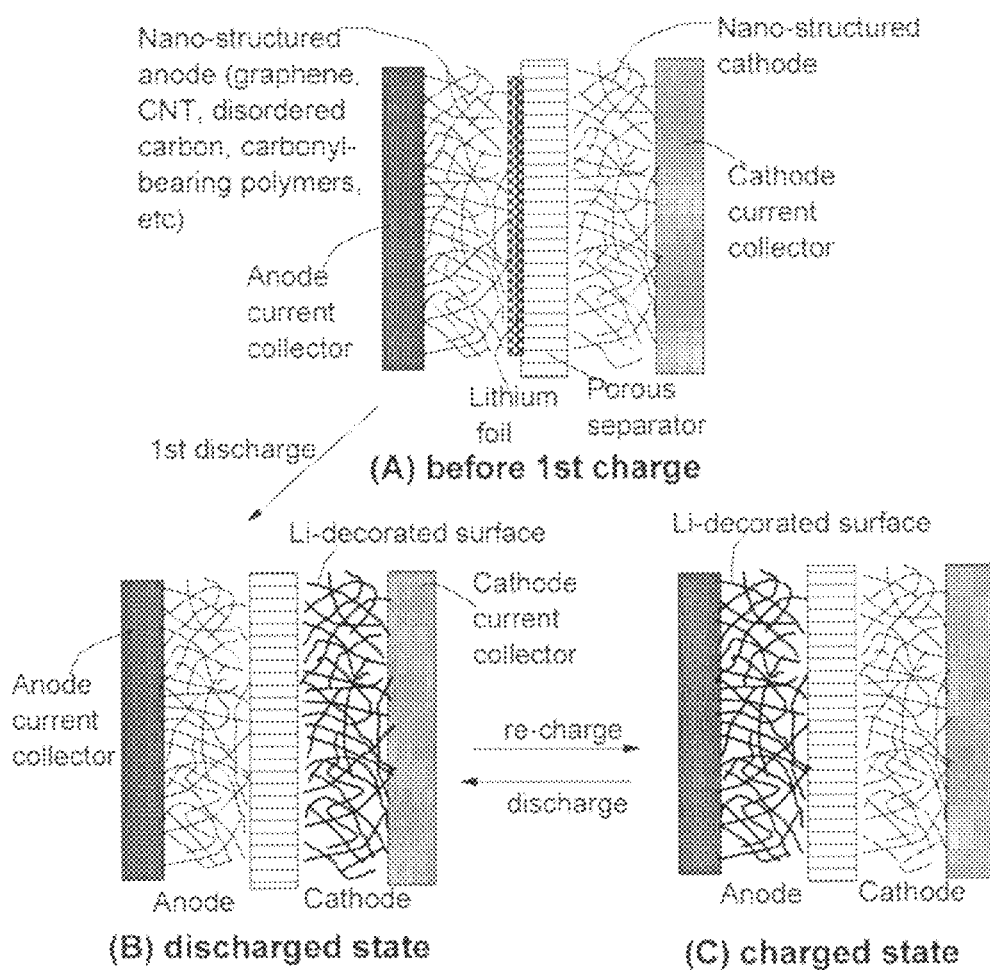 Nano-structured
anode (graphene,
CNT, disordered
carbon, carbonyl-
bearing polymers,
etc)
Nano-structured
cathode
Cathode
current
collector
Anode
current
collector
Lithium
foil
Porous
separator
1st discharge
(A) before 1st charge
Li-decorated surface
Cathode
current
collector
Anode
current
collector
Anode
Cathode
(B) discharged state
re-charge
discharge
Li-decorated surface
Anode
Cathode
(C) charged state